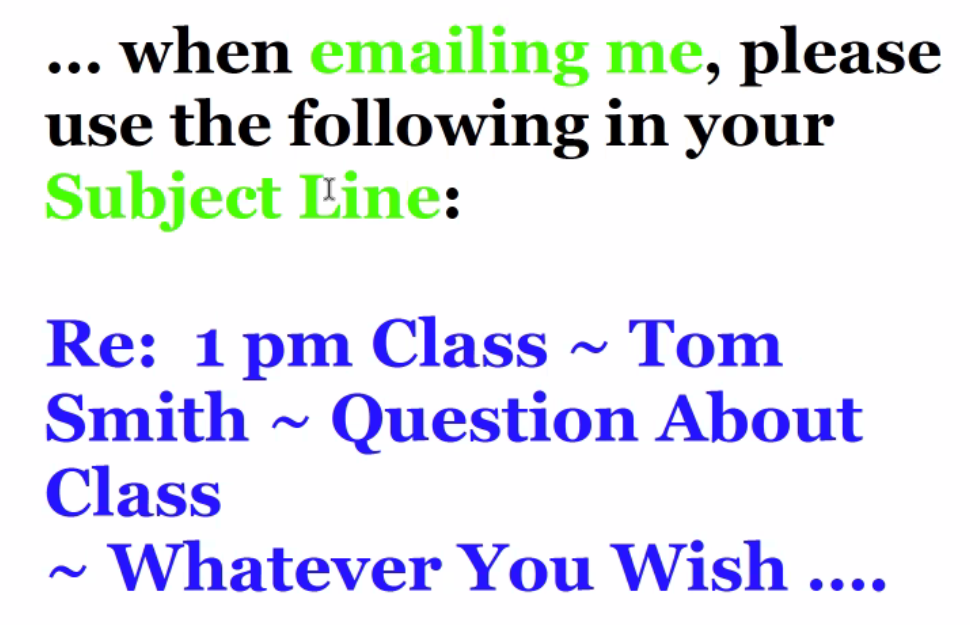 ... when emailing me, please
use the following in your
Subject Line:
Re:  1 pm Class ~ Tom
Smith ~ Question About
Class
~ Whatever You Wish ....